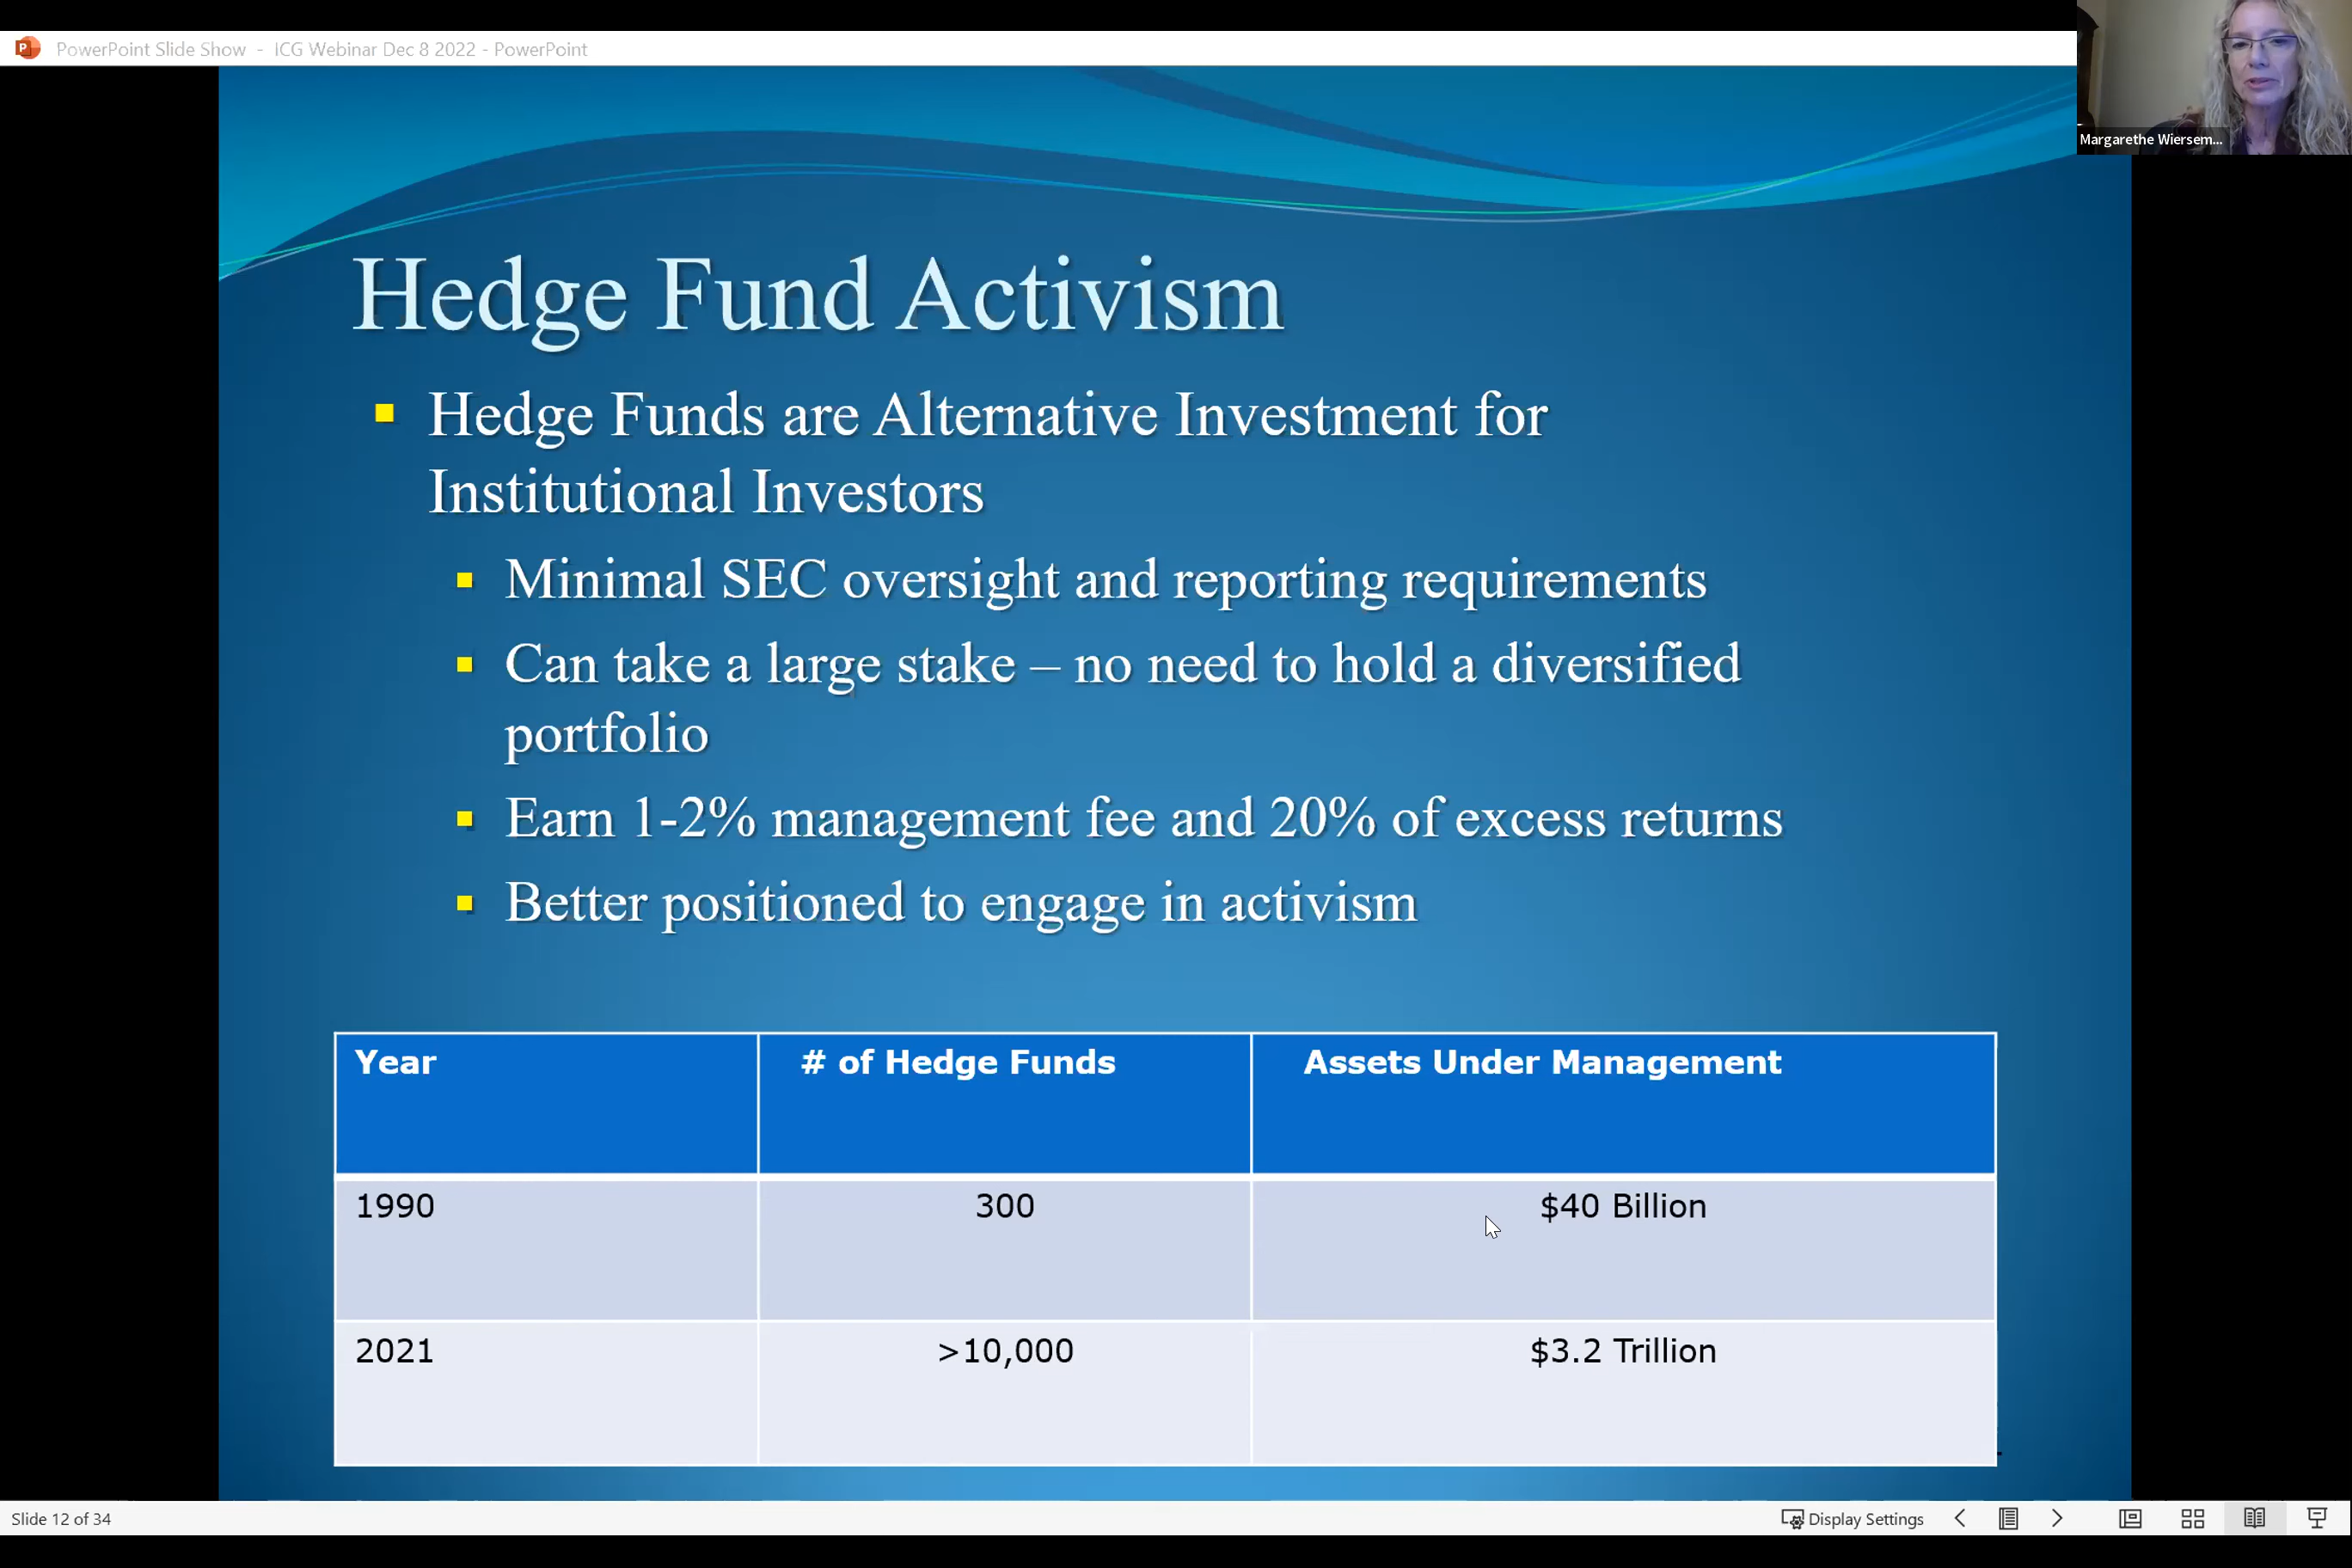 PowerPoint Slide Show - ICG Webinar Dec 8 2022 - PowerPoint
Margarethe Wiersem...
Hedge Fund Activism
Hedge Funds are Alternative Investment for
Institutional Investors
Minimal SEC oversight and reporting requirements
Can take a large stake – no need to hold a diversified
portfolio
Earn 1-2% management fee and 20% of excess returns
Better positioned to engage in activism
Year # of Hedge Funds Assets Under Management
1990 300 $40 Billion
2021 >10,000 $3.2 Trillion
Slide 12 of 34 Display Settings